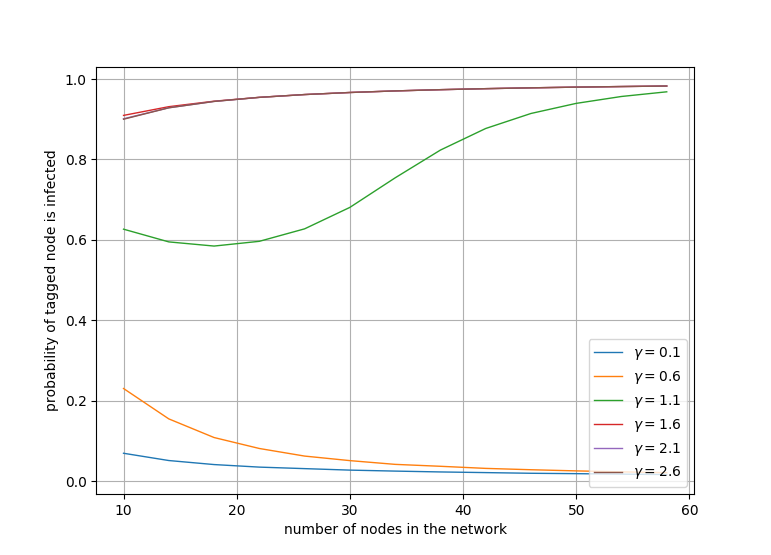 1.0
0.8
0.6
0.4
0.2
0.0
probability of tagged node is infected
10 20 30 40 50 60
number of nodes in the network
γ = 0.1
γ = 0.6
γ = 1.1
γ = 1.6
γ = 2.1
γ = 2.6